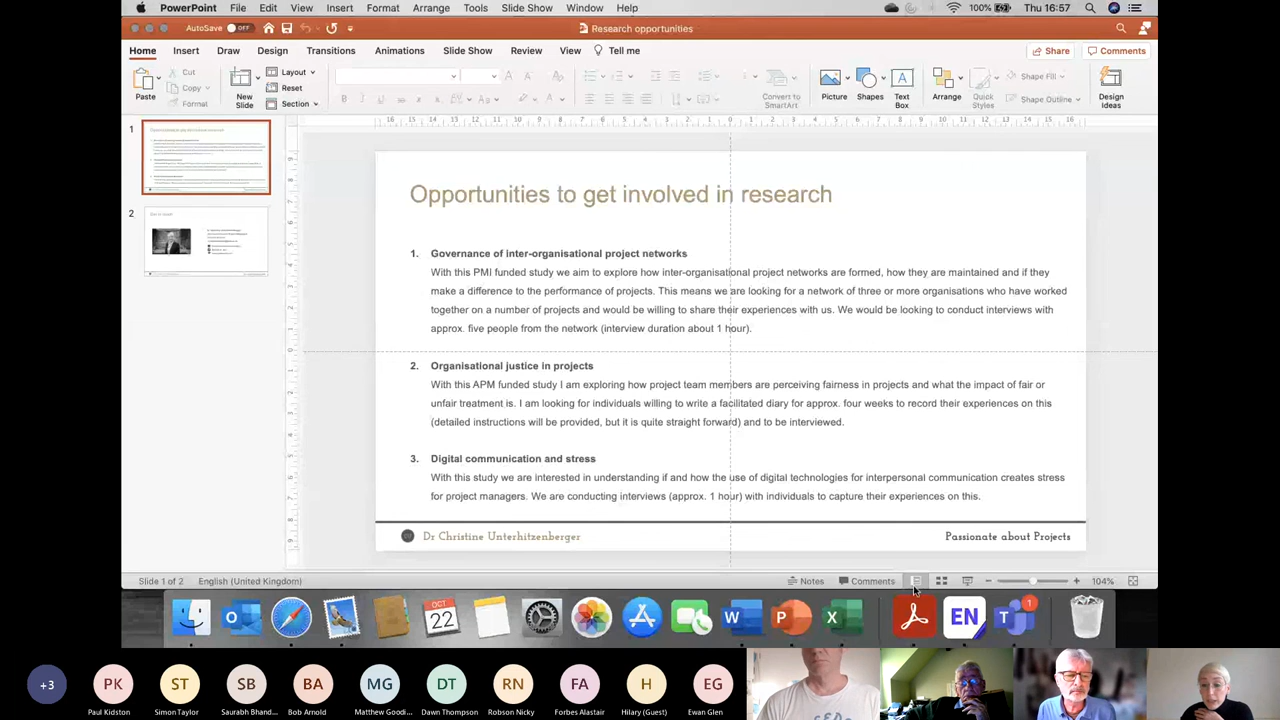 PowerPoint File Edit View Insert Format Arrange Tools Slide Show Window Help 100% Thu 16:57
AutoSave OFF Research opportunities
Home Insert Draw Design Transitions Animations Slide Show Review View Tell me Share Comments
Paste Cut Copy Format New Slide Layout Reset Section Convert to SmartArt Picture Shapes Text Box Arrange Quick Styles Shape Fill Shape Outline Design Ideas
1
2
Opportunities to get involved in research
1. Governance of inter-organisational project networks
With this PMI funded study we aim to explore how inter-organisational project networks are formed, how they are maintained and if they
make a difference to the performance of projects. This means we are looking for a network of three or more organisations who have worked
together on a number of projects and would be willing to share their experiences with us. We would be looking to conduct interviews with
approx. five people from the network (interview duration about 1 hour).
2. Organisational justice in projects
With this APM funded study I am exploring how project team members are perceiving fairness in projects and what the impact of fair or
unfair treatment is. I am looking for individuals willing to write a facilitated diary for approx. four weeks to record their experiences on this
(detailed instructions will be provided, but it is quite straight forward) and to be interviewed.
3. Digital communication and stress
With this study we are interested in understanding if and how the use of digital technologies for interpersonal communication creates stress
for project managers. We are conducting interviews (approx. 1 hour) with individuals to capture their experiences on this.
Dr Christine Unterhitzenberger Passionate about Projects
Slide 1 of 2 English (United Kingdom) Notes Comments 104%
OCT
22
EN
+3 PK ST SB BA MG DT RN FA H EG
Paul Kidston Simon Taylor Saurabh Bhand... Bob Arnold Matthew Goodi... Dawn Thompson Robson Nicky Forbes Alastair Hilary (Guest) Ewan Glen